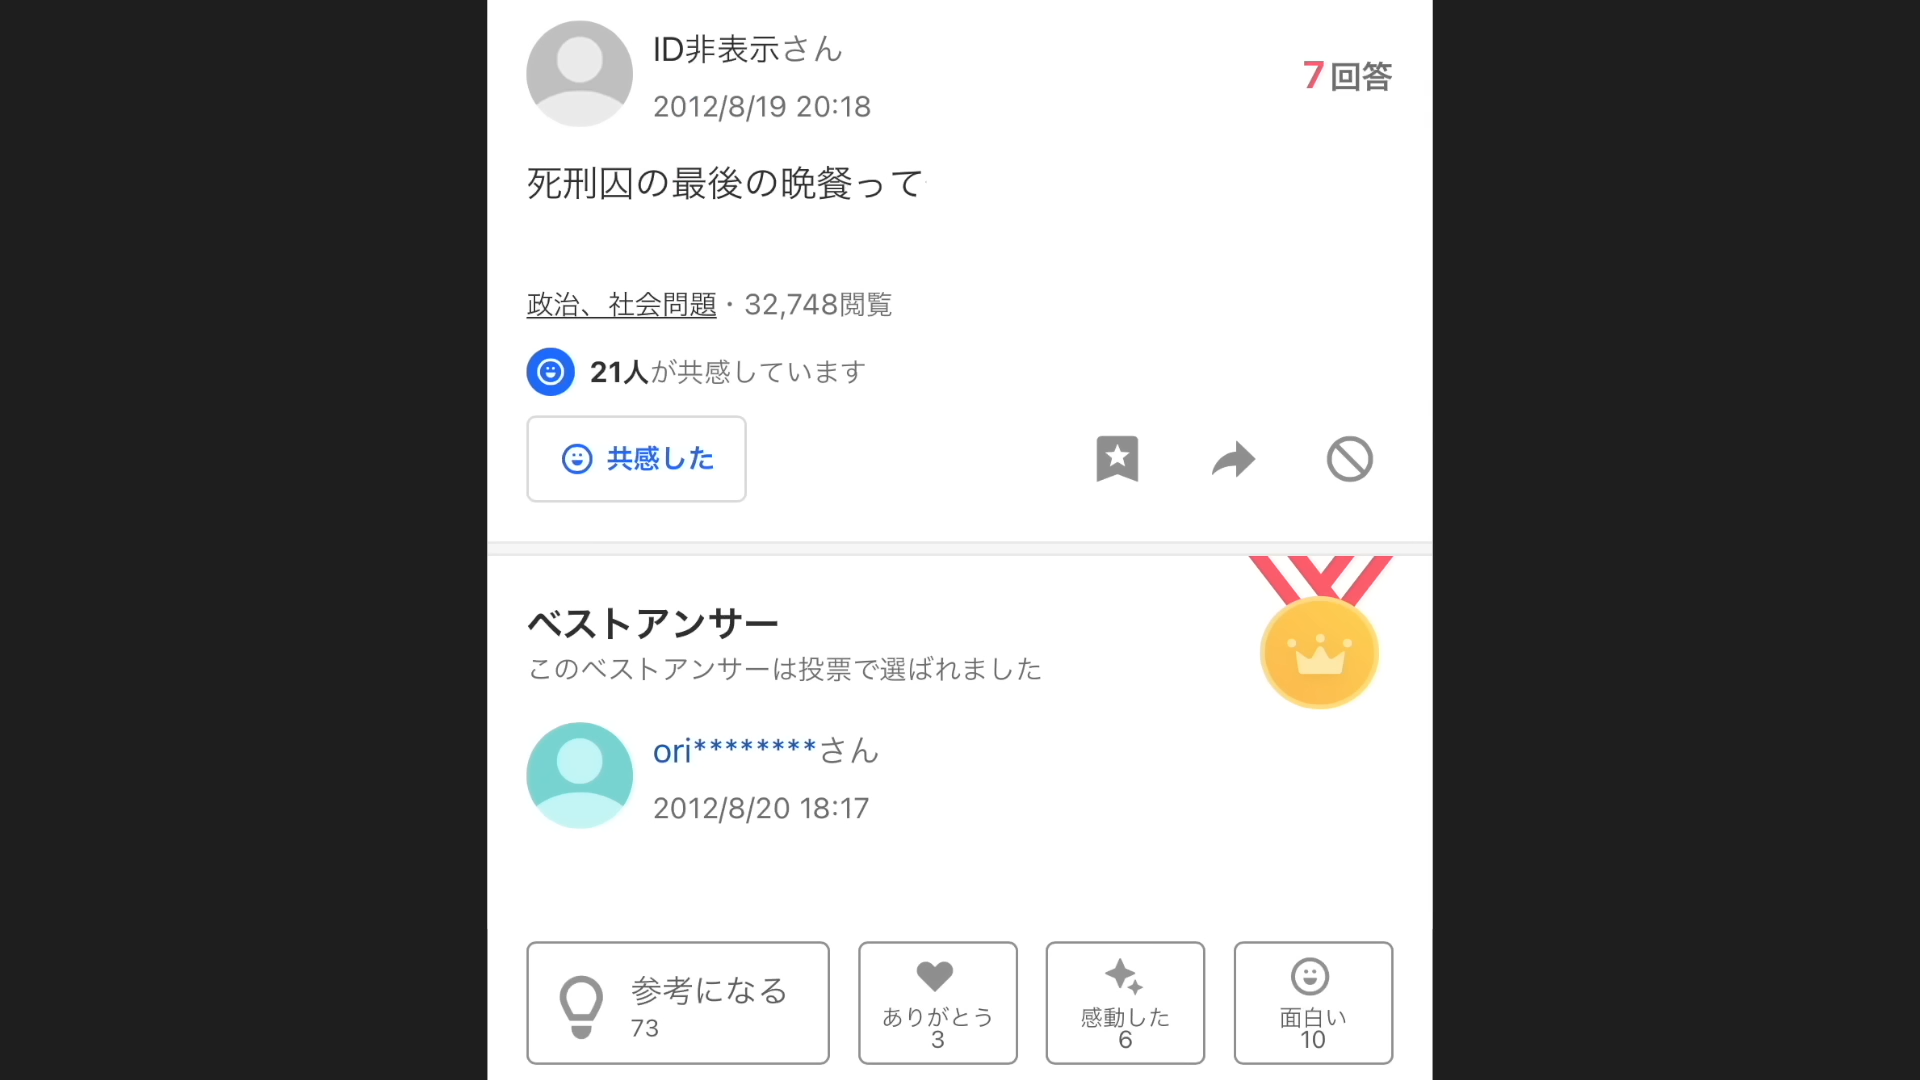 ID非表示さん
7回答
2012/8/19 20:18
死刑囚の最後の晩餐って
政治、社会問題・32,748閲覧
21人が共感しています
共感した
ベストアンサー
このベストアンサーは投票で選ばれました
ori********さん
2012/8/20 18:17
参考になる
73
ありがとう
3
感動した
6
面白い
10